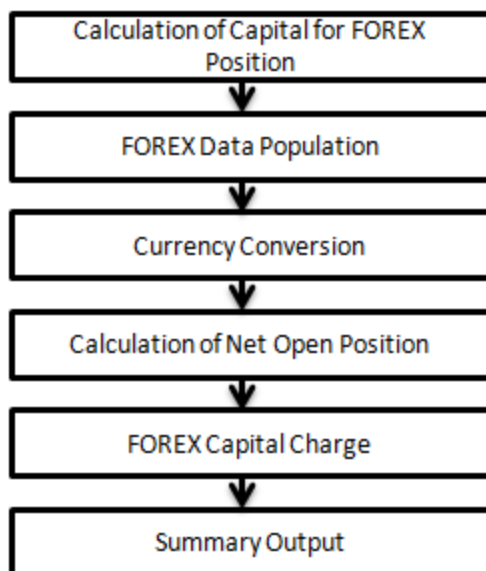 Calculation of Capital for FOREX
Position
FOREX Data Population
Currency Conversion
Calculation of Net Open Position
FOREX Capital Charge
Summary Output